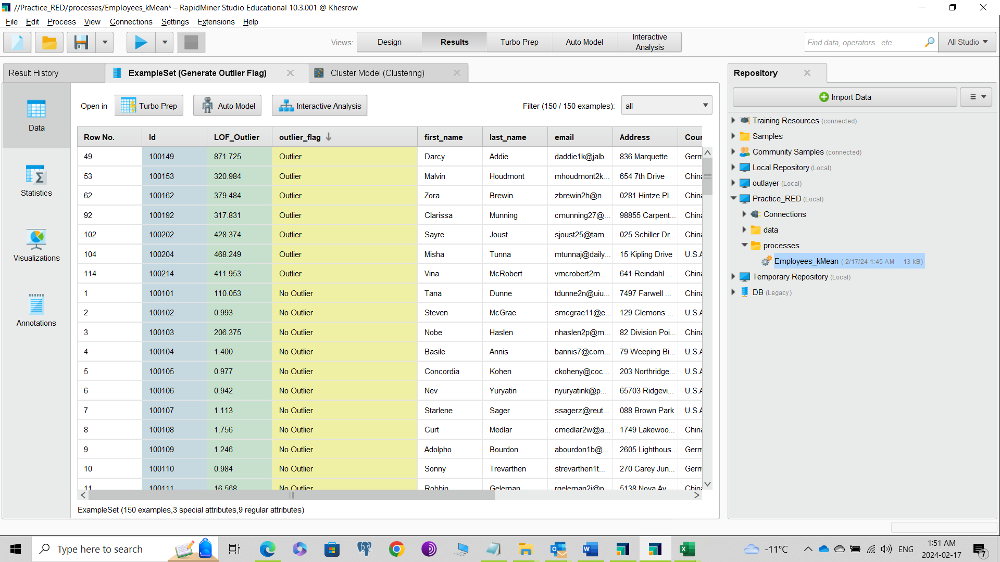 //Practice_RED/processes/Employees_kMean* – RapidMiner Studio Educational 10.3.001 @ Khesrow
File Edit Process View Connections Settings Extensions Help
Views: Design Results Turbo Prep Auto Model Interactive Analysis
Find data, operators...etc All Studio
Result History ExampleSet (Generate Outlier Flag) Cluster Model (Clustering)
Open in Turbo Prep Auto Model Interactive Analysis Filter (150 / 150 examples): all
Data
Statistics
Visualizations
Annotations
Row No. Id LOF_Outlier outlier_flag first_name last_name email Address Cour
49 100149 871.725 Outlier Darcy Addie daddie1k@jalb... 836 Marquette ... Germ
53 100153 320.984 Outlier Malvin Houdmont mhoudmont2k... 654 7th Drive China
62 100162 379.484 Outlier Zora Brewin zbrewin2h@n... 0281 Hintze Pl... China
92 100192 317.831 Outlier Clarissa Munning cmunning27@... 98855 Carpent... China
102 100202 428.374 Outlier Sayre Joust sjoust25@tam... 025 Schiller Dr... China
104 100204 468.249 Outlier Misha Tunna mtunnaj@daily... 15 Kipling Drive U.S.A
114 100214 411.953 Outlier Vina McRobert vmcrobert2m... 641 Reindahl ... China
1 100101 110.053 No Outlier Tana Dunne tdunne2n@uiu... 7497 Farwell ... China
2 100102 0.993 No Outlier Steven McGrae smcgrae11@e... 129 Clemons ... U.S.A
3 100103 206.375 No Outlier Nobe Haslen nhaslen2p@m... 82 Division Poi... China
4 100104 1.400 No Outlier Basile Annis bannis7@corn... 79 Weeping Bi... U.S.A
5 100105 0.977 No Outlier Concordia Kohen ckoheny@coc... 203 Northridge... U.S.A
6 100106 0.942 No Outlier Nev Yuryatin nyuryatink@p... 65703 Ridgevi... U.S.A
7 100107 1.113 No Outlier Starlene Sager ssagerz@reut... 088 Brown Park U.S.A
8 100108 1.756 No Outlier Curt Medlar cmedlar2w@a... 1749 Lakewoo... China
9 100109 1.246 No Outlier Adolpho Bourdon abourdon1b@... 2605 Lighthous... Germ
10 100110 0.984 No Outlier Sonny Trevarthen strevarthen1t... 270 Carey Jun... Germ
11 100111 16.568 No Outlier Robbin Geleman rgeleman2i@p... 5138 Nova Av... China
ExampleSet (150 examples,3 special attributes,9 regular attributes)
Repository
Import Data
Training Resources (connected)
Samples
Community Samples (connected)
Local Repository (Local)
outlayer (Local)
Practice_RED (Local)
Connections
data
processes
Employees_kMean ( 2/17/24 1:45 AM – 13 kB)
Temporary Repository (Local)
DB (Legacy)
Type here to search
-11°C ENG
1:51 AM
2024-02-17
7